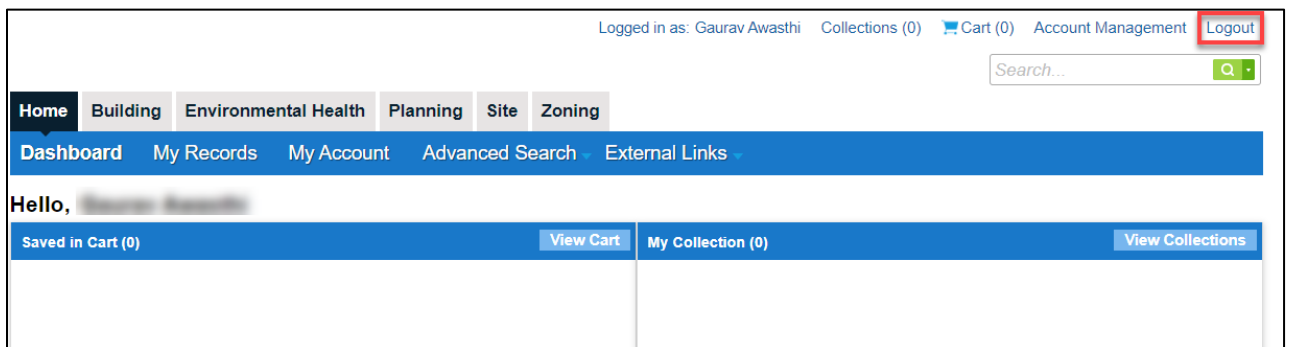 Logged in as: Gaurav Awasthi Collections (0) Cart (0) Account Management Logout
Search...
Home Building Environmental Health Planning Site Zoning
Dashboard My Records My Account Advanced Search External Links
Hello,
Saved in Cart (0) View Cart My Collection (0) View Collections